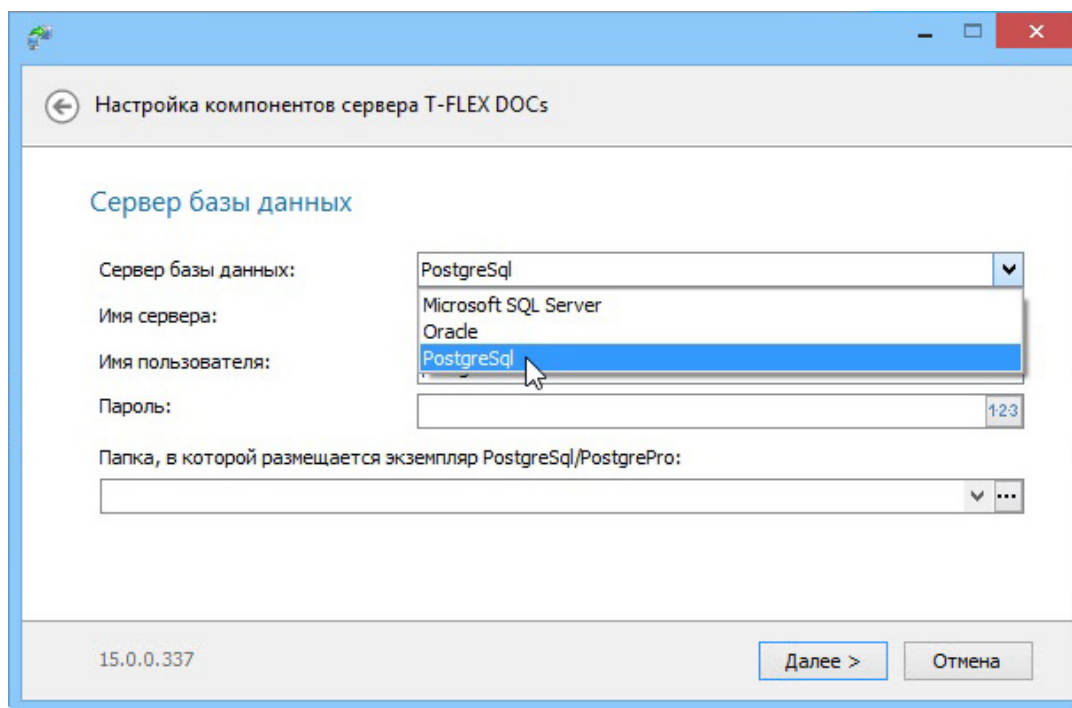 Настройка компонентов сервера T-FLEX DOCs
Сервер базы данных
Сервер базы данных: PostgreSql
Microsoft SQL Server
Имя сервера:
Oracle
Имя пользователя: PostgreSql
Пароль: 1·2·3
Папка, в которой размещается экземпляр PostgreSql/PostgrePro:
15.0.0.337 Далее > Отмена